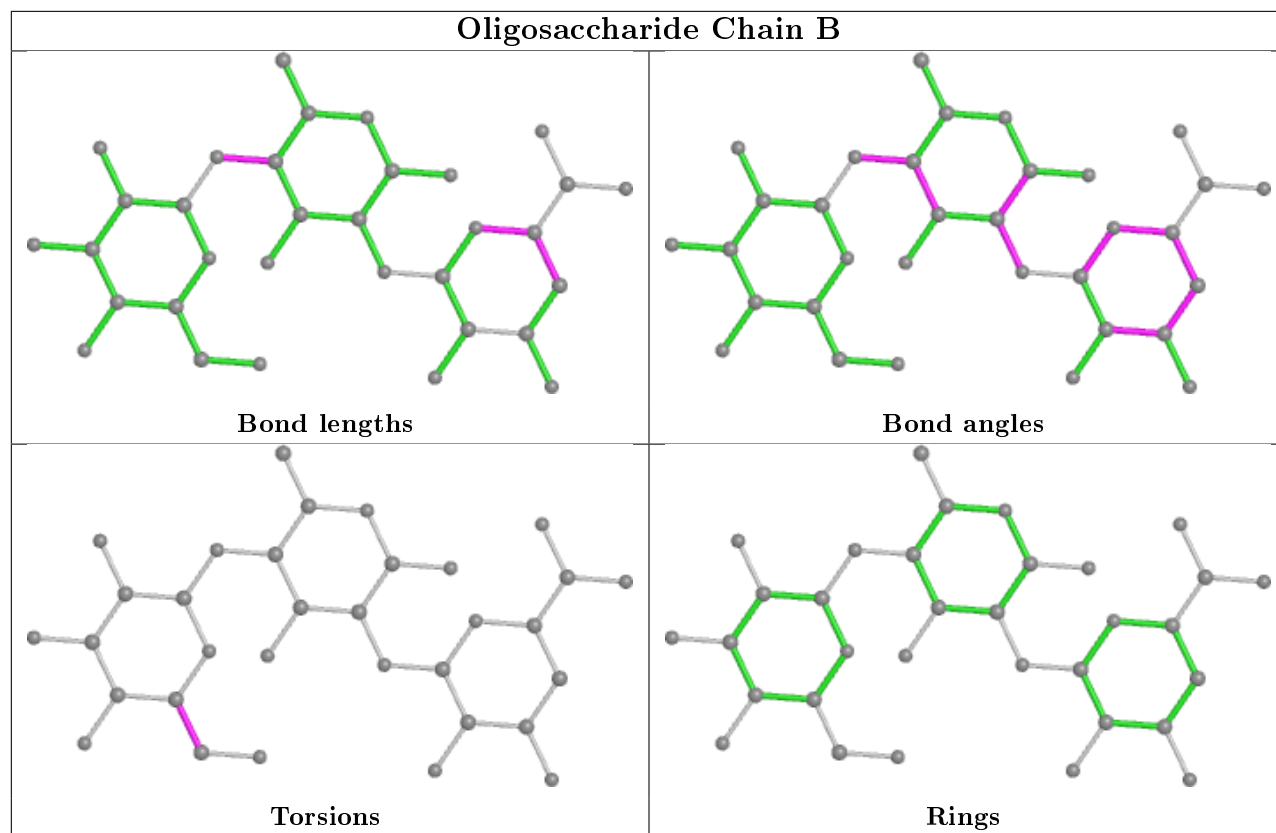 Oligosaccharide Chain B
Bond lengths
Bond angles
Torsions
Rings